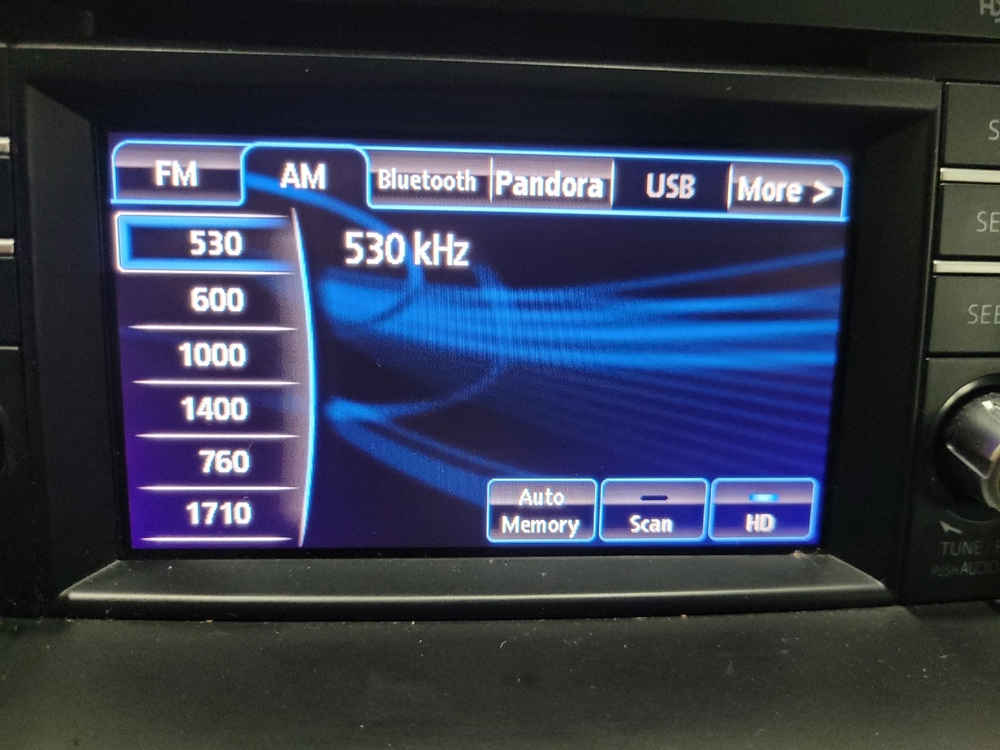 FM AM Bluetooth Pandora USB More >
530 530 kHz
600
1000
1400
760
1710
Auto Memory Scan HD
TUNE
PUSH AUDIO